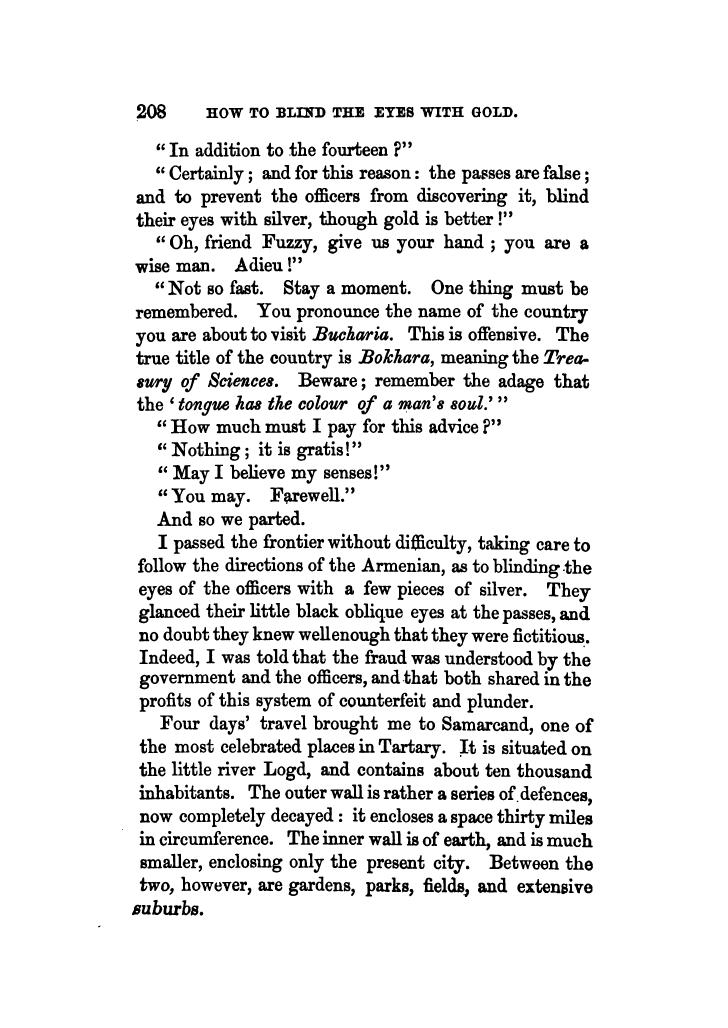 208 HOW TO BLIND THE EYES WITH GOLD.
“In addition to the fourteen?”
“Certainly; and for this reason: the passes are false;
and to prevent the officers from discovering it, blind
their eyes with silver, though gold is better!”
“Oh, friend Fuzzy, give us your hand; you are a
wise man. Adieu!”
“Not so fast. Stay a moment. One thing must be
remembered. You pronounce the name of the country
you are about to visit Bucharia. This is offensive. The
true title of the country is Bokhara, meaning the Trea-
sury of Sciences. Beware; remember the adage that
the ‘tongue has the colour of a man's soul.’”
“How much must I pay for this advice?”
“Nothing; it is gratis!”
“May I believe my senses!”
“You may. Farewell.”
And so we parted.
I passed the frontier without difficulty, taking care to
follow the directions of the Armenian, as to blinding the
eyes of the officers with a few pieces of silver. They
glanced their little black oblique eyes at the passes, and
no doubt they knew well enough that they were fictitious.
Indeed, I was told that the fraud was understood by the
government and the officers, and that both shared in the
profits of this system of counterfeit and plunder.
Four days' travel brought me to Samarcand, one of
the most celebrated places in Tartary. It is situated on
the little river Logd, and contains about ten thousand
inhabitants. The outer wall is rather a series of defences,
now completely decayed: it encloses a space thirty miles
in circumference. The inner wall is of earth, and is much
smaller, enclosing only the present city. Between the
two, however, are gardens, parks, fields, and extensive
suburbs.